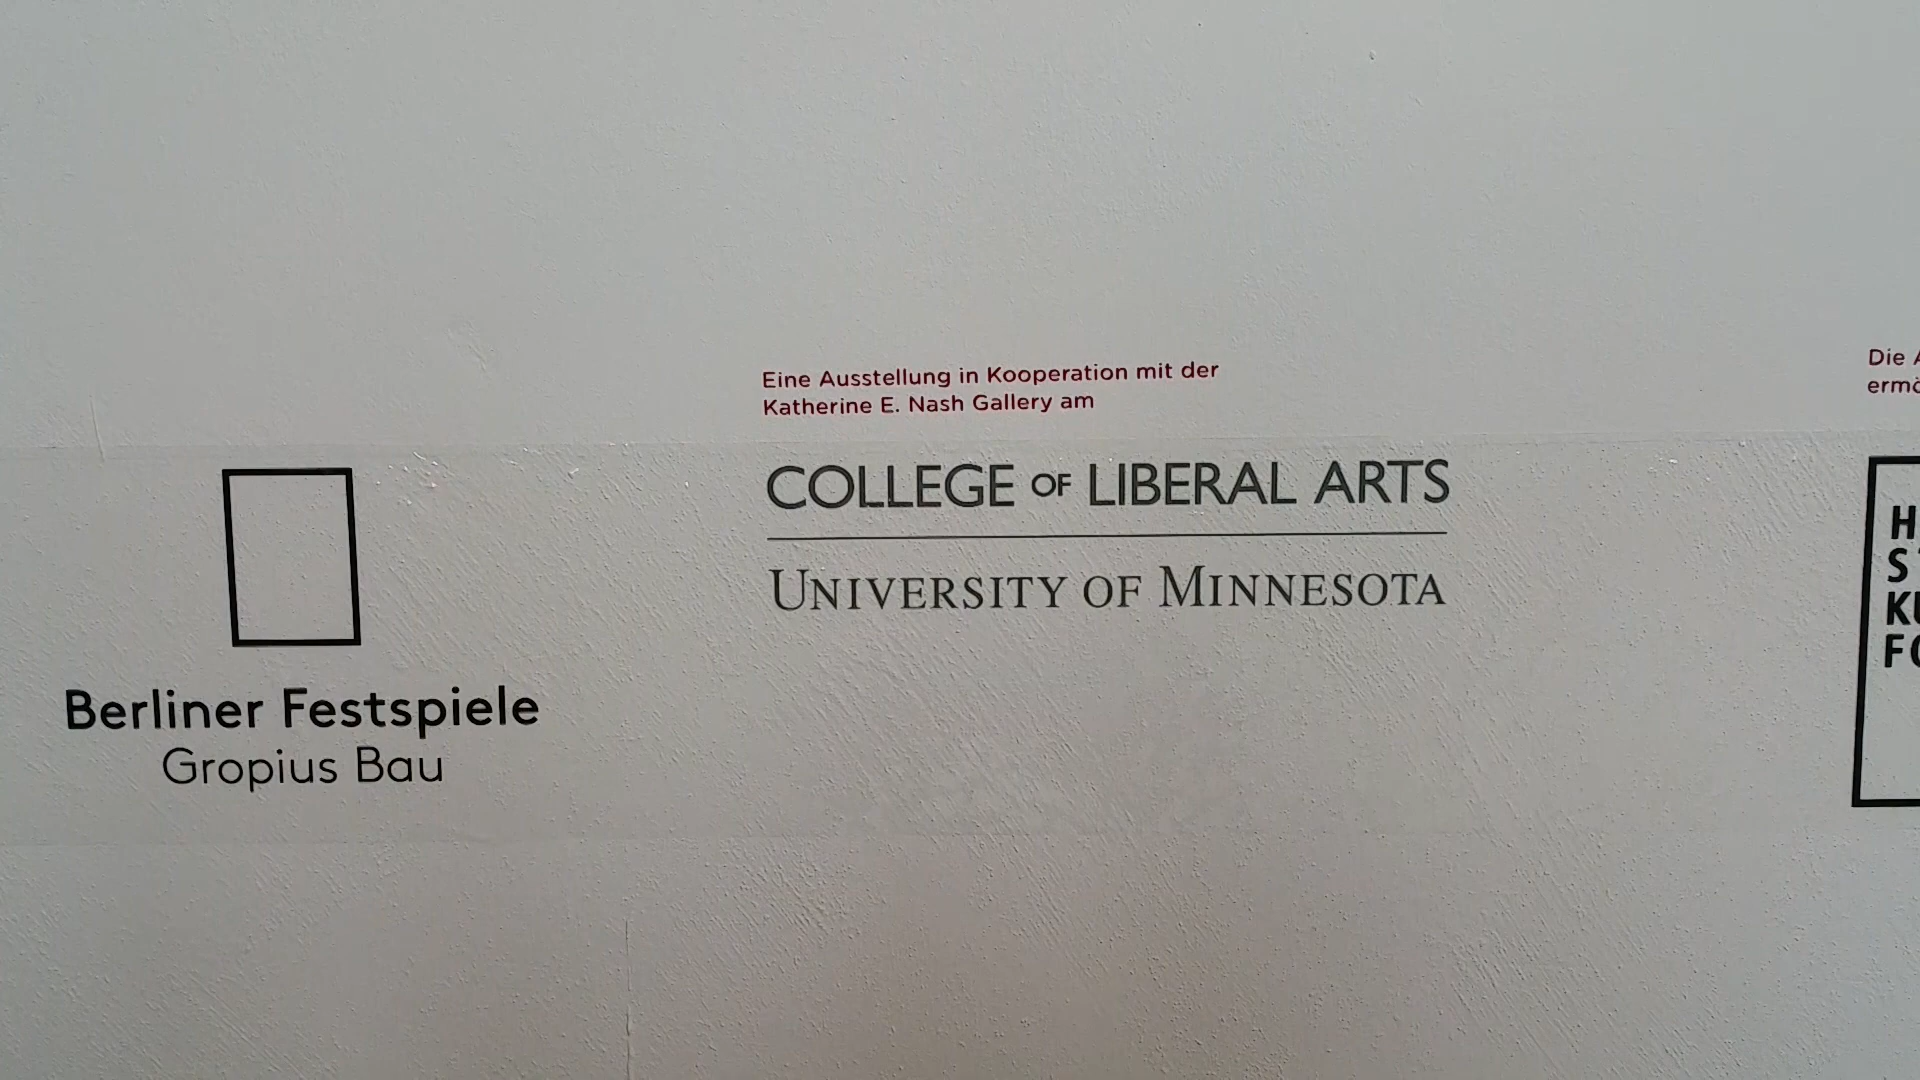 Eine Ausstellung in Kooperation mit der
Katherine E. Nash Gallery am
COLLEGE OF LIBERAL ARTS
UNIVERSITY OF MINNESOTA
Berliner Festspiele
Gropius Bau
Die